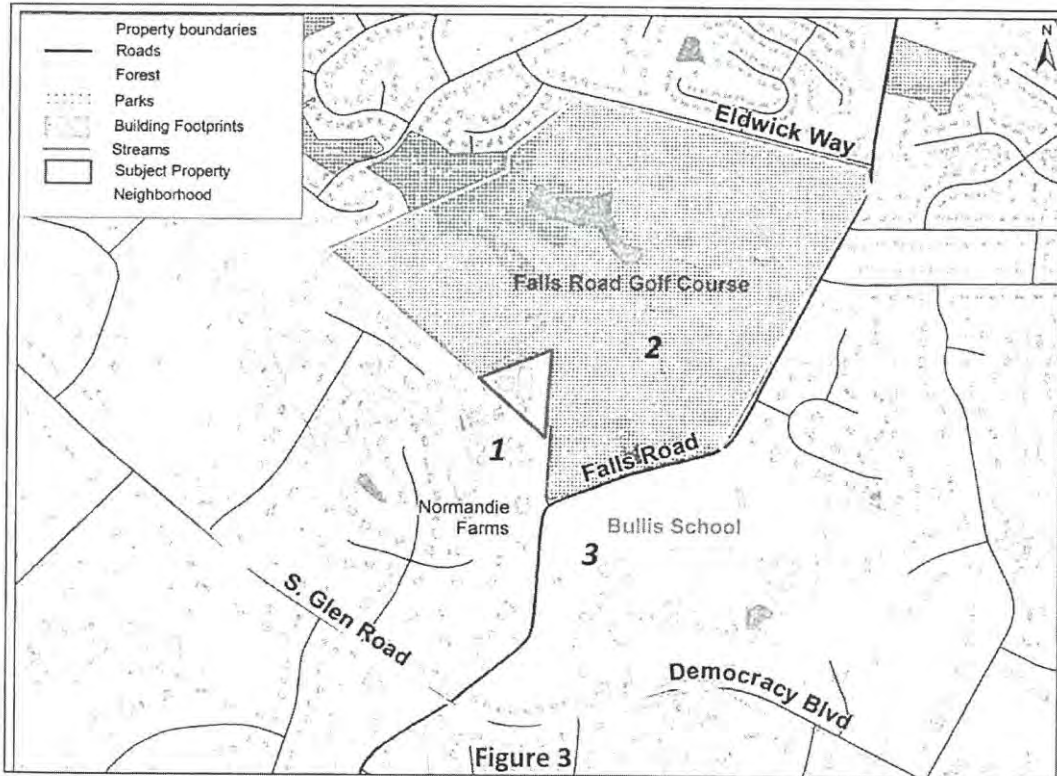 Property boundaries
Roads
Forest
Parks
Building Footprints
Streams
Subject Property
Neighborhood
N
Eldwick Way
Falls Road Golf Course
2
1
Falls Road
Normandie
Farms
Bullis School
3
S. Glen Road
Democracy Blvd
Figure 3